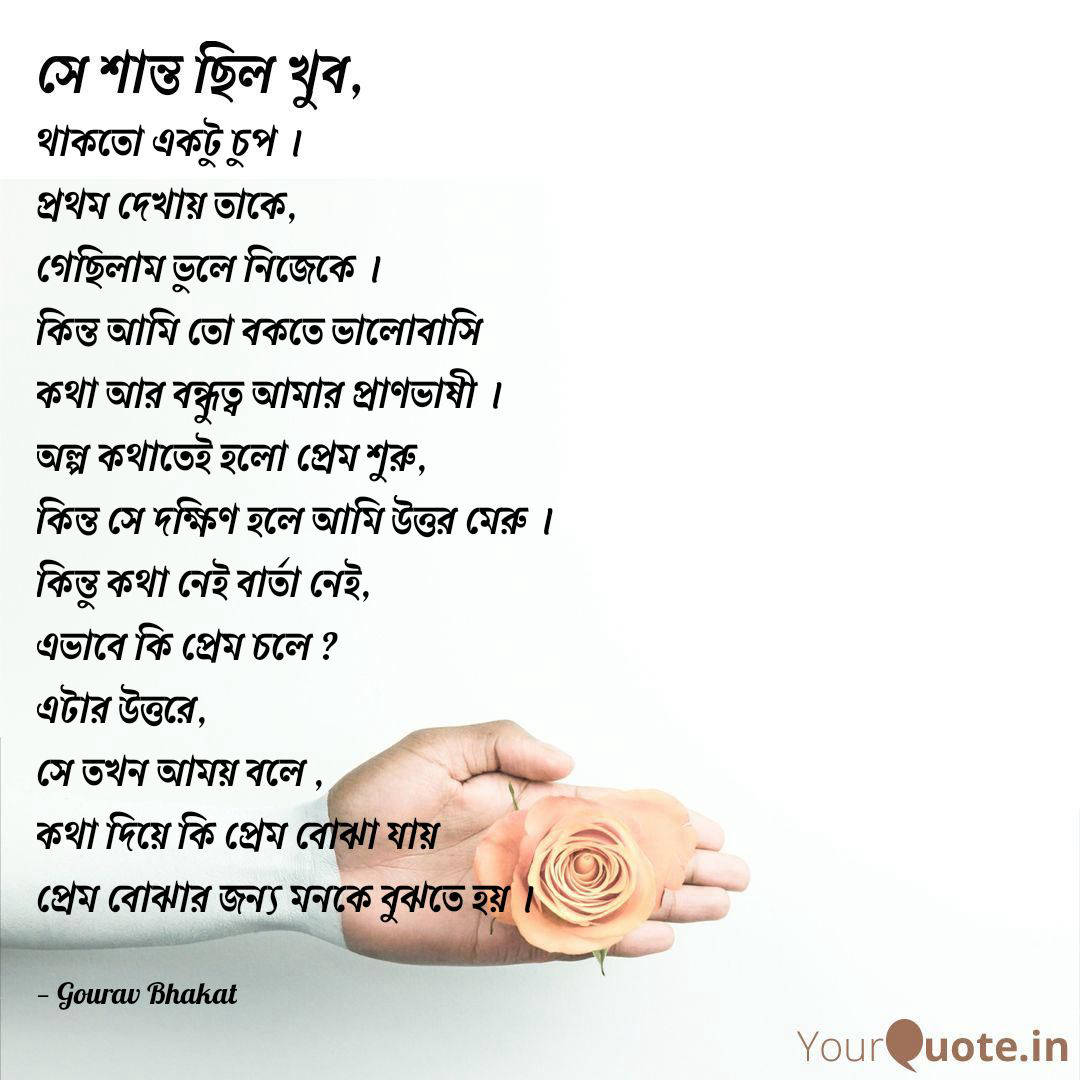 সে শান্ত ছিল খুব,
থাকতো একটু চুপ ।
প্রথম দেখায় তাকে,
গেছিলাম ভুলে নিজেকে ।
কিন্ত আমি তো বকতে ভালোবাসি
কথা আর বন্ধুত্ব আমার প্রাণভাষী ।
অল্প কথাতেই হলো প্রেম শুরু,
কিন্ত সে দক্ষিণ হলে আমি উত্তর মেরু ।
কিন্তু কথা নেই বার্তা নেই,
এভাবে কি প্রেম চলে ?
এটার উত্তরে,
সে তখন আময় বলে ,
কথা দিয়ে কি প্রেম বোঝা যায়
প্রেম বোঝার জন্য মনকে বুঝতে হয় ।
– Gourav Bhakat
YourQuote.in